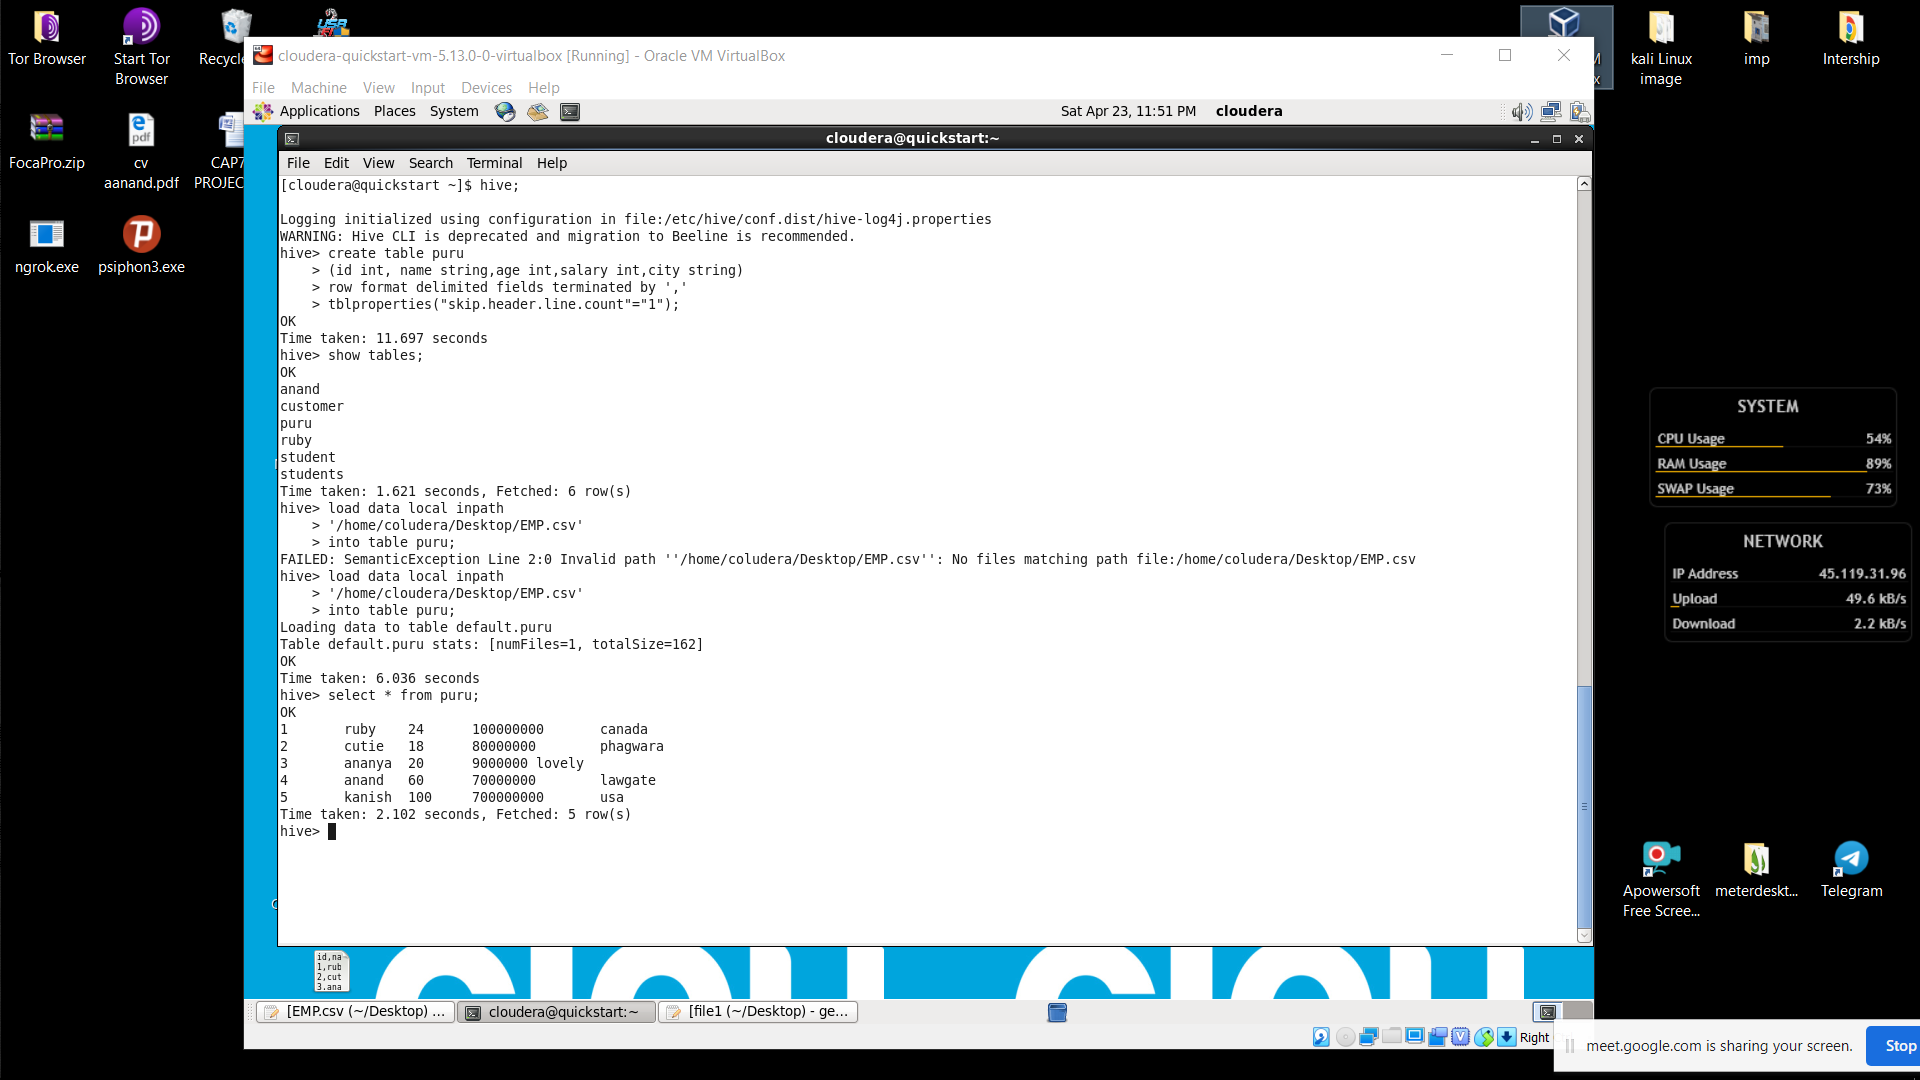 Tor Browser
Start Tor
Browser
Recycle
FocaPro.zip
cv
aanand.pdf
CAP7
PROJEC
ngrok.exe
psiphon3.exe
cloudera-quickstart-vm-5.13.0-0-virtualbox [Running] - Oracle VM VirtualBox
File Machine View Input Devices Help
Applications Places System
Sat Apr 23, 11:51 PM cloudera
cloudera@quickstart:~
File Edit View Search Terminal Help
[cloudera@quickstart ~]$ hive;
Logging initialized using configuration in file:/etc/hive/conf.dist/hive-log4j.properties
WARNING: Hive CLI is deprecated and migration to Beeline is recommended.
hive> create table puru
    > (id int, name string,age int,salary int,city string)
    > row format delimited fields terminated by ','
    > tblproperties("skip.header.line.count"="1");
OK
Time taken: 11.697 seconds
hive> show tables;
OK
anand
customer
puru
ruby
student
students
Time taken: 1.621 seconds, Fetched: 6 row(s)
hive> load data local inpath
    > '/home/coludera/Desktop/EMP.csv'
    > into table puru;
FAILED: SemanticException Line 2:0 Invalid path ''/home/coludera/Desktop/EMP.csv'': No files matching path file:/home/coludera/Desktop/EMP.csv
hive> load data local inpath
    > '/home/cloudera/Desktop/EMP.csv'
    > into table puru;
Loading data to table default.puru
Table default.puru stats: [numFiles=1, totalSize=162]
OK
Time taken: 6.036 seconds
hive> select * from puru;
OK
1 ruby 24 100000000 canada
2 cutie 18 80000000 phagwara
3 ananya 20 9000000 lovely
4 anand 60 70000000 lawgate
5 kanish 100 700000000 usa
Time taken: 2.102 seconds, Fetched: 5 row(s)
hive>
id,na
1,rub
2,cut
3.ana
[EMP.csv (~/Desktop) ...
cloudera@quickstart:~
[file1 (~/Desktop) - ge...
Right
kali Linux
image
imp
Intership
SYSTEM
CPU Usage 54%
RAM Usage 89%
SWAP Usage 73%
NETWORK
IP Address 45.119.31.96
Upload 49.6 kB/s
Download 2.2 kB/s
Apowersoft
Free Scree...
meterdeskt...
Telegram
meet.google.com is sharing your screen.
Stop